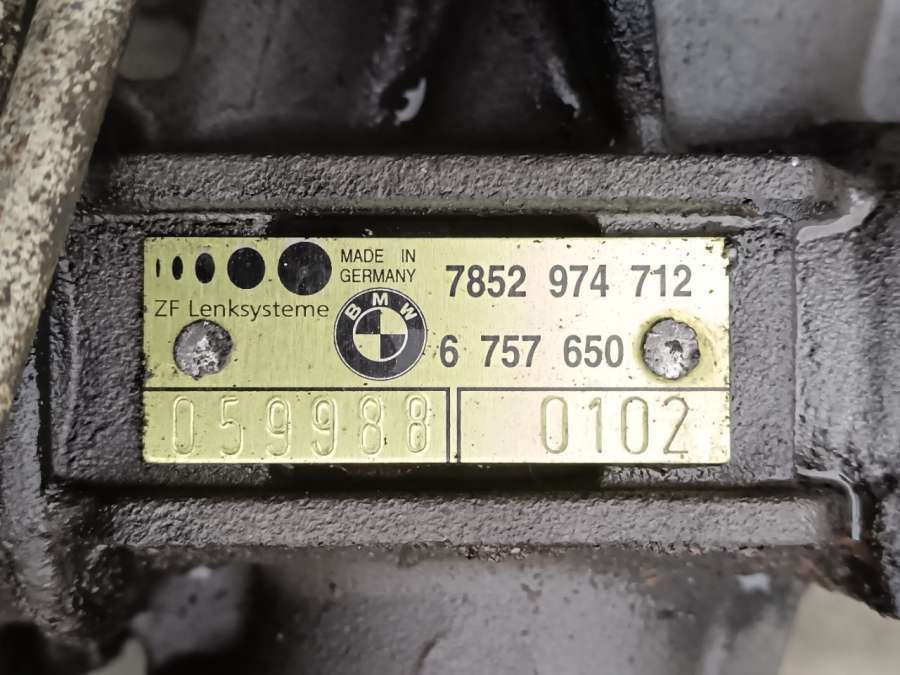 MADE IN
GERMANY
7852 974 712
ZF Lenksysteme
BMW
6 757 650
059988
0102